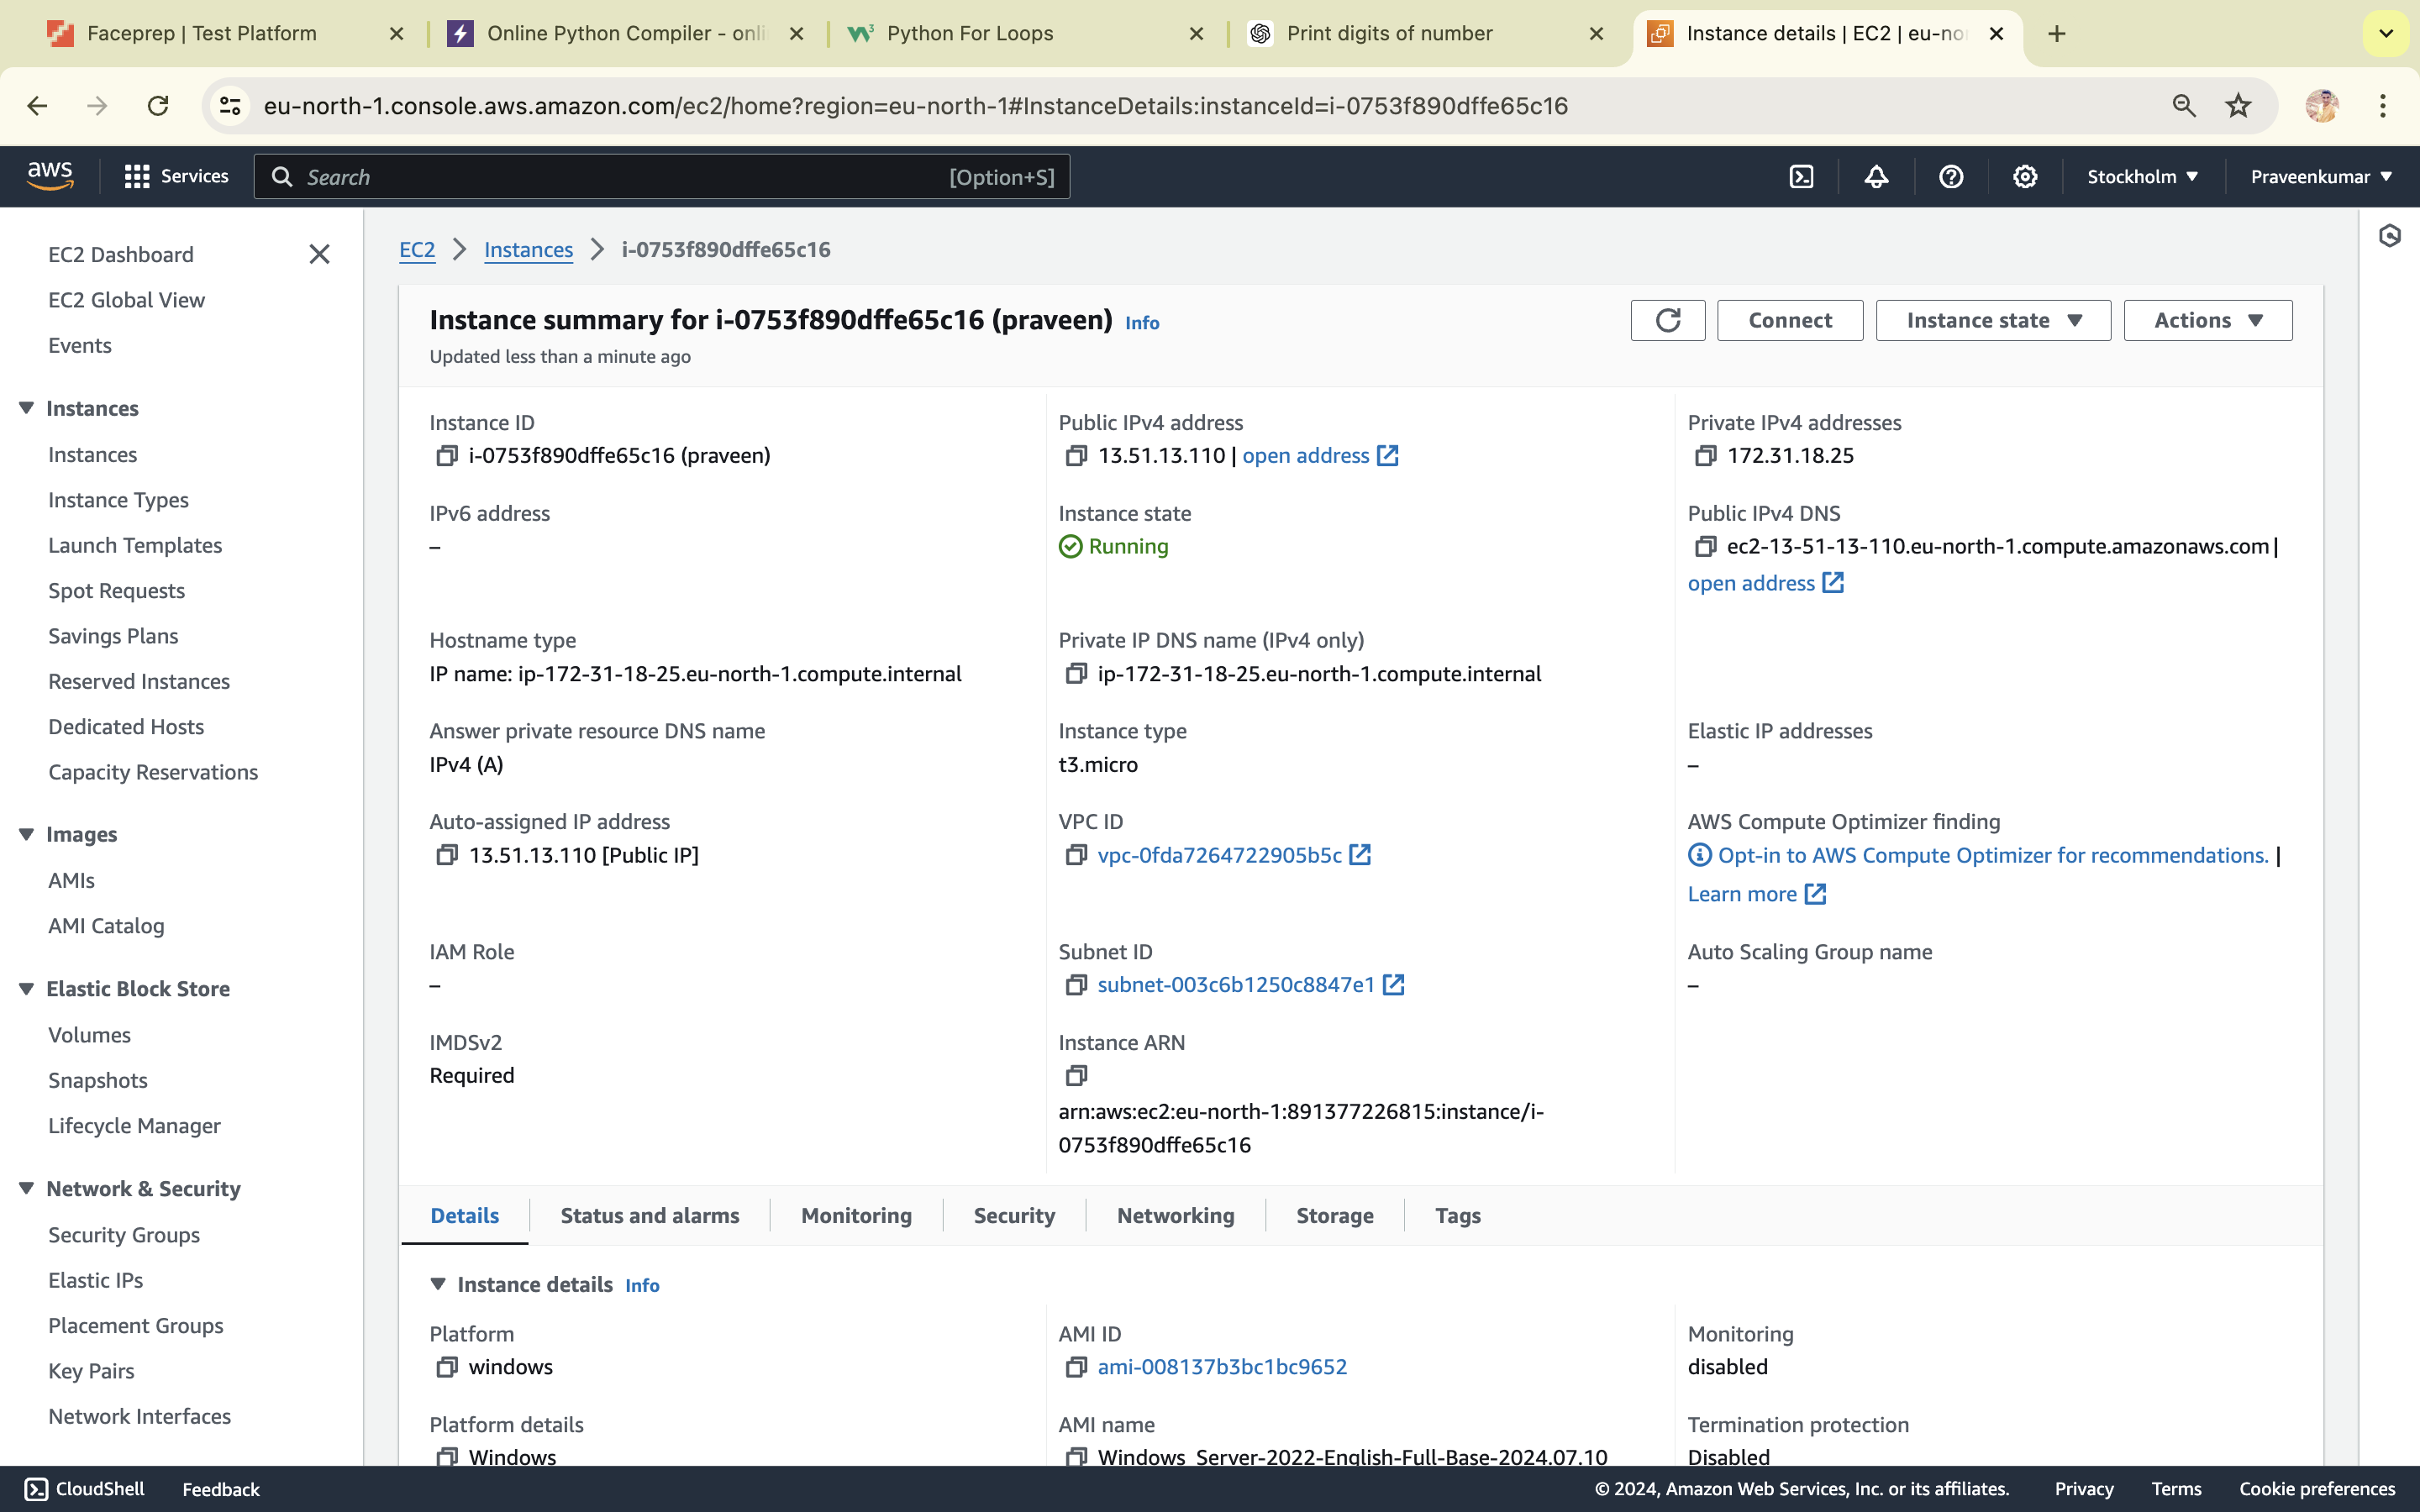 Faceprep | Test Platform
Online Python Compiler - onli
Python For Loops
Print digits of number
Instance details | EC2 | eu-nor
eu-north-1.console.aws.amazon.com/ec2/home?region=eu-north-1#InstanceDetails:instanceId=i-0753f890dffe65c16
aws
Services
Search
[Option+S]
Stockholm
Praveenkumar
EC2 Dashboard
EC2 Global View
Events
Instances
Instances
Instance Types
Launch Templates
Spot Requests
Savings Plans
Reserved Instances
Dedicated Hosts
Capacity Reservations
Images
AMIs
AMI Catalog
Elastic Block Store
Volumes
Snapshots
Lifecycle Manager
Network & Security
Security Groups
Elastic IPs
Placement Groups
Key Pairs
Network Interfaces
EC2 > Instances > i-0753f890dffe65c16
Instance summary for i-0753f890dffe65c16 (praveen) Info
Updated less than a minute ago
Connect
Instance state
Actions
Instance ID
i-0753f890dffe65c16 (praveen)
Public IPv4 address
13.51.13.110 | open address
Private IPv4 addresses
172.31.18.25
IPv6 address
–
Instance state
Running
Public IPv4 DNS
ec2-13-51-13-110.eu-north-1.compute.amazonaws.com |
open address
Hostname type
IP name: ip-172-31-18-25.eu-north-1.compute.internal
Private IP DNS name (IPv4 only)
ip-172-31-18-25.eu-north-1.compute.internal
Answer private resource DNS name
IPv4 (A)
Instance type
t3.micro
Elastic IP addresses
–
Auto-assigned IP address
13.51.13.110 [Public IP]
VPC ID
vpc-0fda7264722905b5c
AWS Compute Optimizer finding
Opt-in to AWS Compute Optimizer for recommendations. |
Learn more
IAM Role
–
Subnet ID
subnet-003c6b1250c8847e1
Auto Scaling Group name
–
IMDSv2
Required
Instance ARN
arn:aws:ec2:eu-north-1:891377226815:instance/i-
0753f890dffe65c16
Details
Status and alarms
Monitoring
Security
Networking
Storage
Tags
Instance details Info
Platform
windows
AMI ID
ami-008137b3bc1bc9652
Monitoring
disabled
Platform details
Windows
AMI name
Windows_Server-2022-English-Full-Base-2024.07.10
Termination protection
Disabled
CloudShell
Feedback
© 2024, Amazon Web Services, Inc. or its affiliates.
Privacy
Terms
Cookie preferences